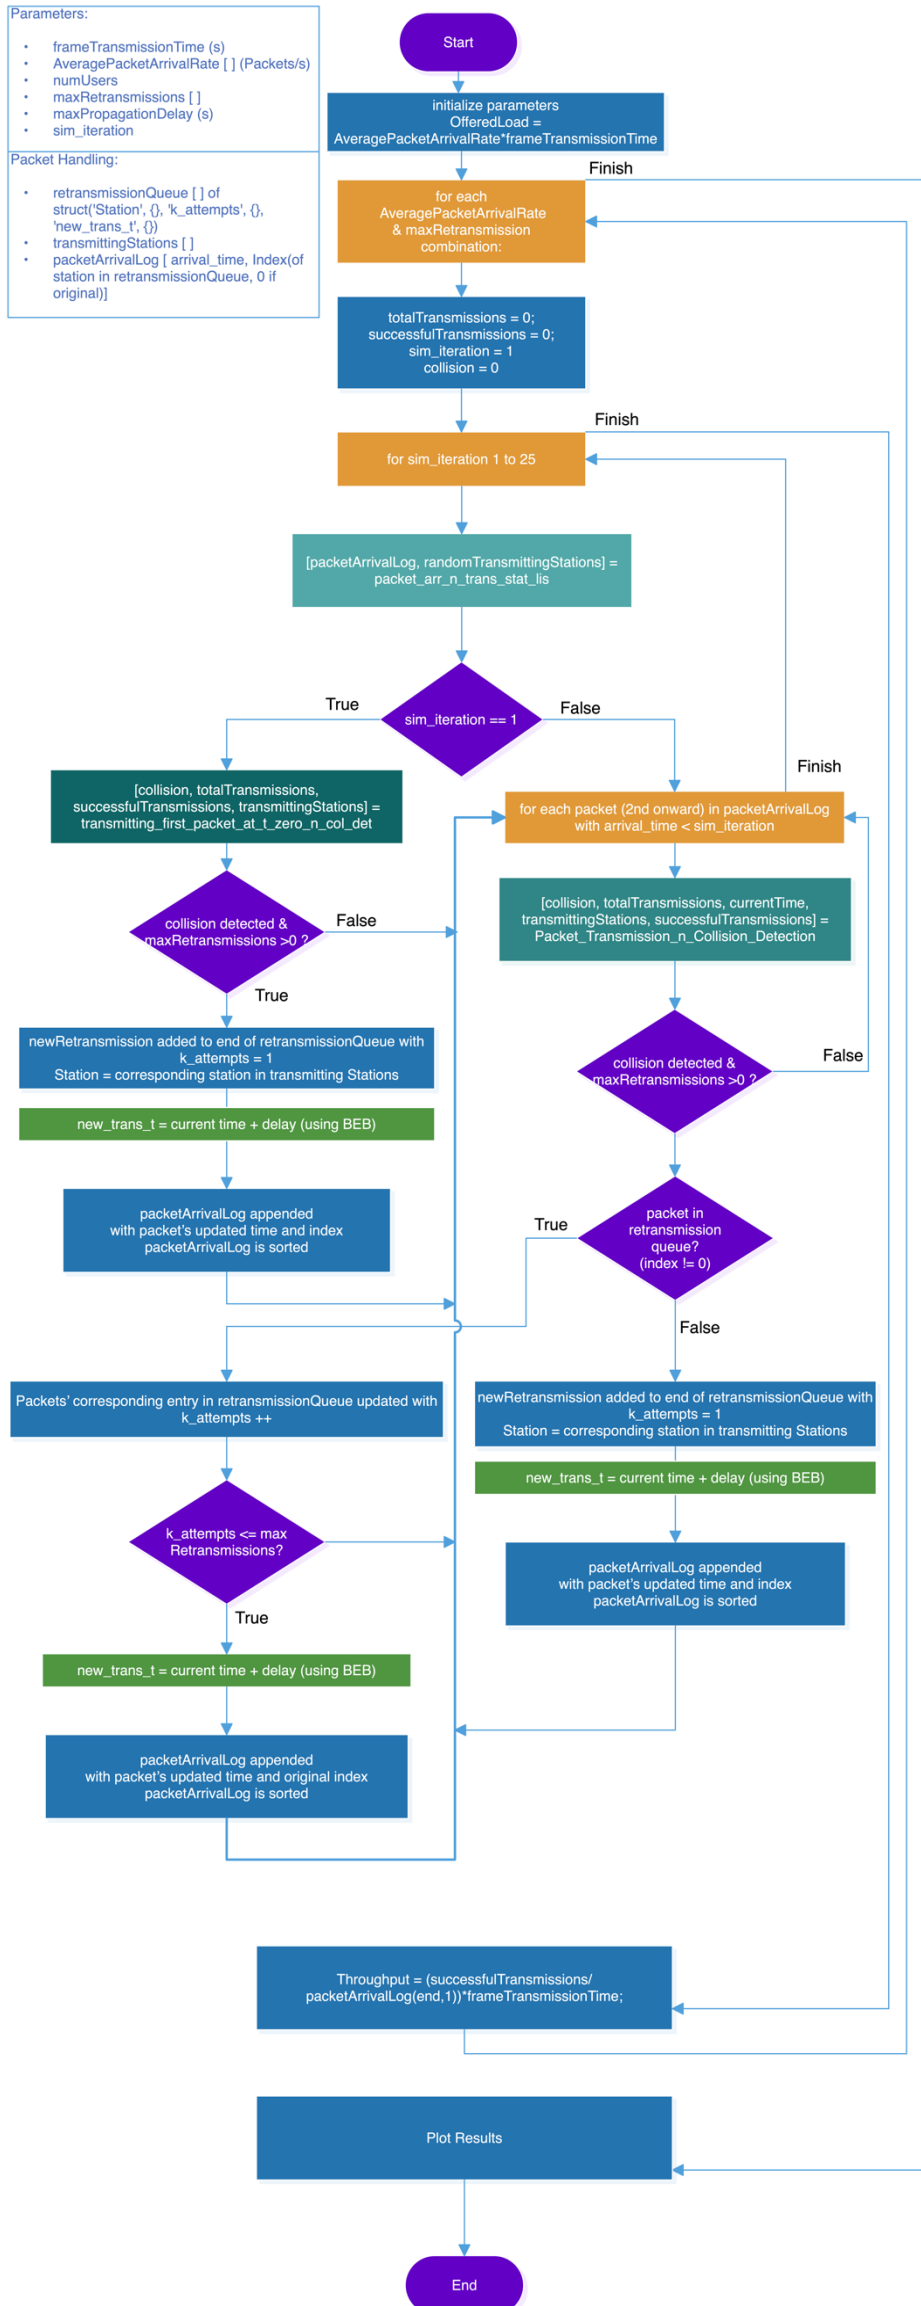 Parameters:
• frameTransmissionTime (s)
• AveragePacketArrivalRate [ ] (Packets/s)
• numUsers
• maxRetransmissions [ ]
• maxPropagationDelay (s)
• sim_iteration
Packet Handling:
• retransmissionQueue [ ] of
struct('Station', {}, 'k_attempts', {},
'new_trans_t', {})
• transmittingStations [ ]
• packetArrivalLog [ arrival_time, Index(of
station in retransmissionQueue, 0 if
original)]
Start
initialize parameters
OfferedLoad =
AveragePacketArrivalRate*frameTransmissionTime
Finish
for each
AveragePacketArrivalRate
& maxRetransmission
combination:
totalTransmissions = 0;
successfulTransmissions = 0;
sim_iteration = 1
collision = 0
Finish
for sim_iteration 1 to 25
[packetArrivalLog, randomTransmittingStations] =
packet_arr_n_trans_stat_lis
True
sim_iteration == 1
False
Finish
[collision, totalTransmissions,
successfulTransmissions, transmittingStations] =
transmitting_first_packet_at_t_zero_n_col_det
for each packet (2nd onward) in packetArrivalLog
with arrival_time < sim_iteration
collision detected &
maxRetransmissions >0 ?
False
True
[collision, totalTransmissions, currentTime,
transmittingStations, successfulTransmissions] =
Packet_Transmission_n_Collision_Detection
newRetransmission added to end of retransmissionQueue with
k_attempts = 1
Station = corresponding station in transmitting Stations
collision detected &
maxRetransmissions >0 ?
False
new_trans_t = current time + delay (using BEB)
packetArrivalLog appended
with packet's updated time and index
packetArrivalLog is sorted
True
packet in
retransmission
queue?
(index != 0)
False
Packets' corresponding entry in retransmissionQueue updated with
k_attempts ++
newRetransmission added to end of retransmissionQueue with
k_attempts = 1
Station = corresponding station in transmitting Stations
new_trans_t = current time + delay (using BEB)
k_attempts <= max
Retransmissions?
True
packetArrivalLog appended
with packet's updated time and index
packetArrivalLog is sorted
new_trans_t = current time + delay (using BEB)
packetArrivalLog appended
with packet's updated time and original index
packetArrivalLog is sorted
Throughput = (successfulTransmissions/
packetArrivalLog(end,1))*frameTransmissionTime;
Plot Results
End